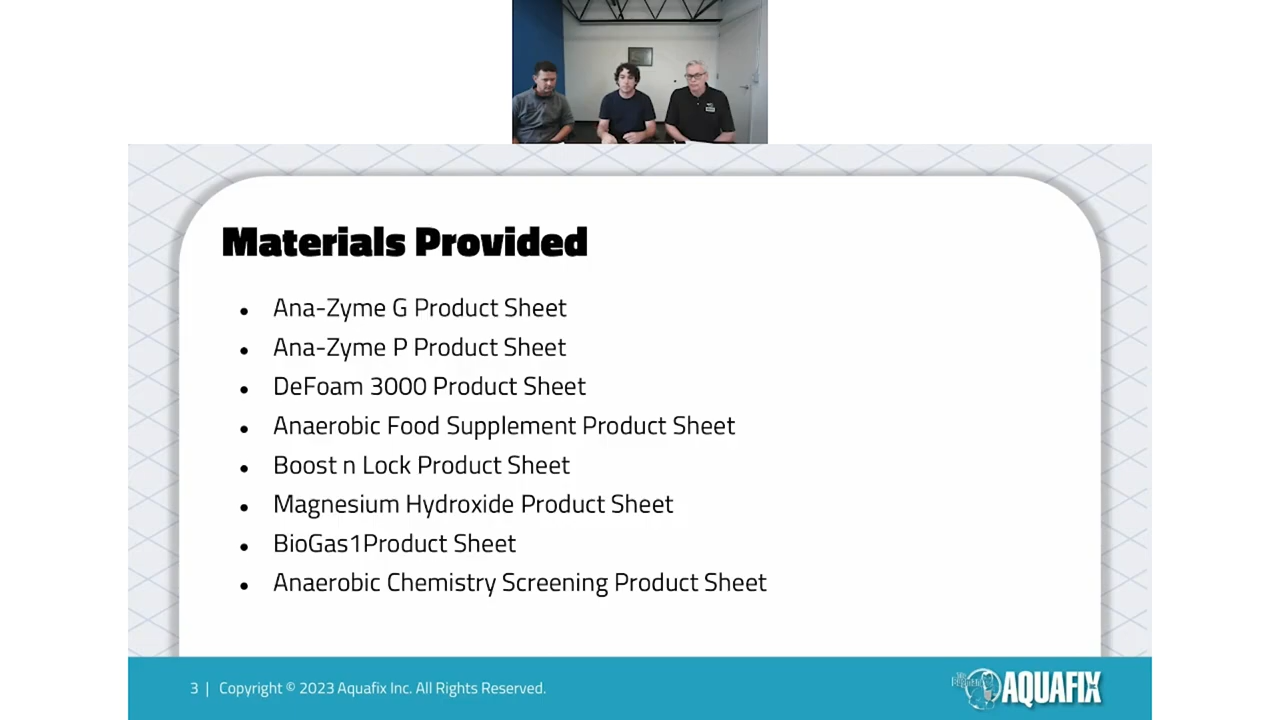 Materials Provided
• Ana-Zyme G Product Sheet
• Ana-Zyme P Product Sheet
• DeFoam 3000 Product Sheet
• Anaerobic Food Supplement Product Sheet
• Boost n Lock Product Sheet
• Magnesium Hydroxide Product Sheet
• BioGas1Product Sheet
• Anaerobic Chemistry Screening Product Sheet
3 | Copyright © 2023 Aquafix Inc. All Rights Reserved.
AQUAFIX